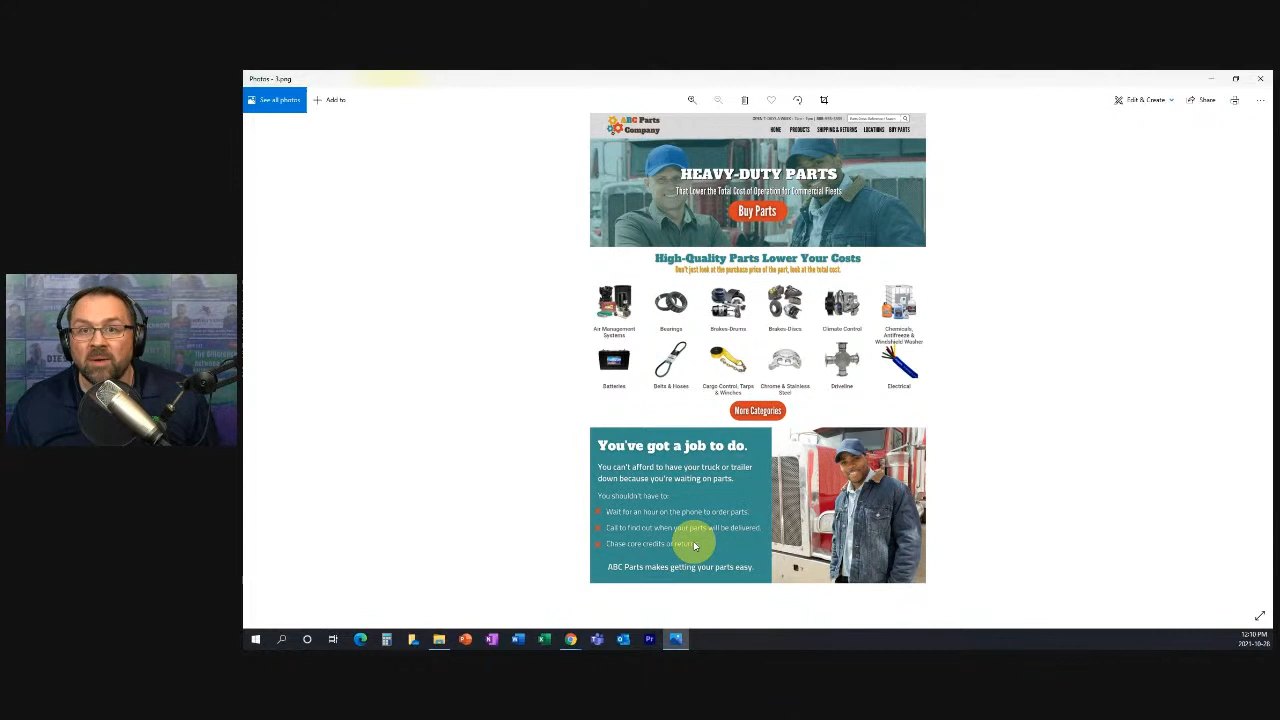 Photos - 3.png
See all photos
Add to
Edit & Create
Share
ABC Parts
Company
HOME PRODUCTS SHIPPING & RETURNS LOCATIONS BUY PARTS
HEAVY-DUTY PARTS
That Lower the Total Cost of Operation for Commercial Fleets
Buy Parts
High-Quality Parts Lower Your Costs
Don't just look at the purchase price of the part, look at the total cost.
Air Management
Systems
Bearings
Brakes-Drums
Brakes-Discs
Climate Control
Chemicals,
Antifreeze &
Windshield Washer
Batteries
Belts & Hoses
Cargo Control, Tarps
& Winches
Chrome & Stainless
Steel
Driveline
Electrical
More Categories
You've got a job to do.
You can't afford to have your truck or trailer
down because you're waiting on parts.
You shouldn't have to:
Wait for an hour on the phone to order parts.
Call to find out when your parts will be delivered.
Chase core credits or
ABC Parts makes getting your parts easy.
12:10 PM
2021-10-26